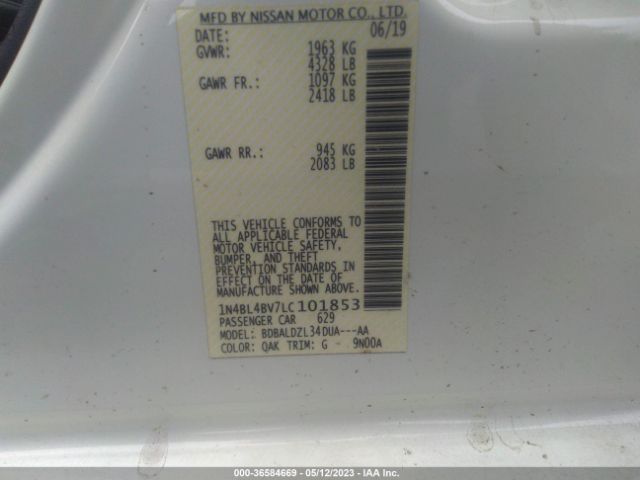 MFD BY NISSAN MOTOR CO., LTD.
DATE: 06/19
GVWR: 1963 KG
4328 LB
GAWR FR.: 1097 KG
2418 LB
GAWR RR.: 945 KG
2083 LB
THIS VEHICLE CONFORMS TO
ALL APPLICABLE FEDERAL
MOTOR VEHICLE SAFETY,
BUMPER, AND THEFT
PREVENTION STANDARDS IN
EFFECT ON THE DATE OF
MANUFACTURE SHOWN ABOVE.
1N4BL4BV7LC101853
PASSENGER CAR 629
MODEL: BDBALDZL34DUA---AA
COLOR: QAK TRIM: G - 9N00A
000-36584669 - 05/12/2023 - IAA Inc.